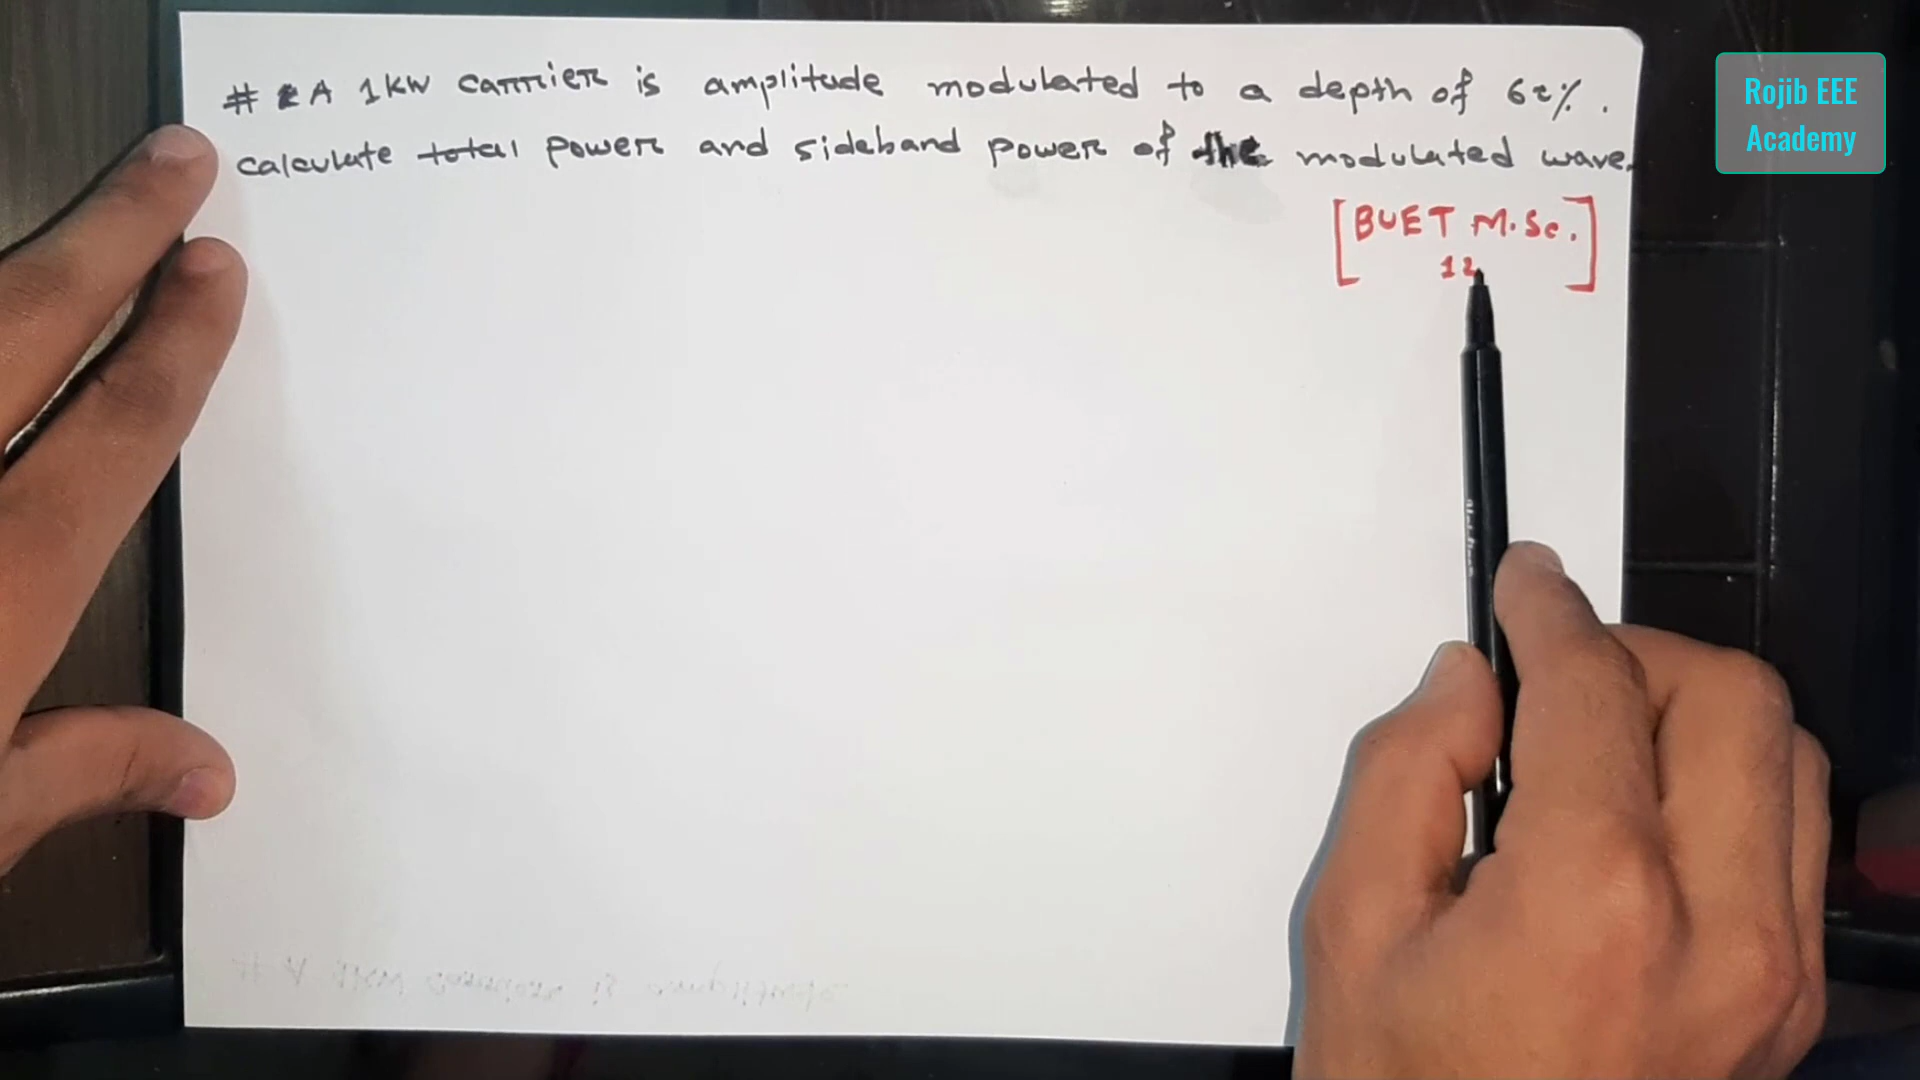 # A 1KW carrier is amplitude modulated to a depth of 62%.
calculate total power and sideband power of the modulated wave.
[BUET M.Sc.]
12
Rojib EEE
Academy